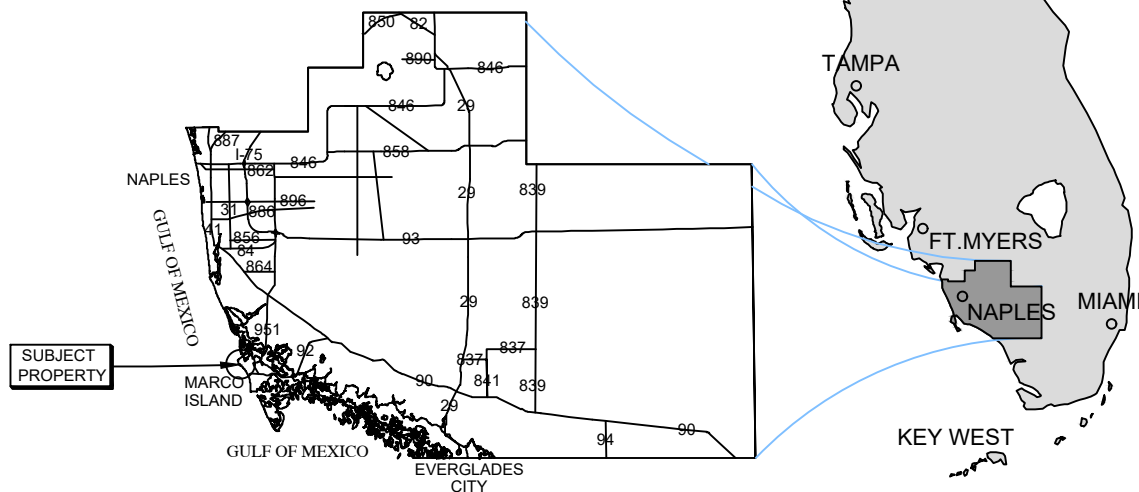 850
82
890
846
TAMPA
846
29
887
I-75
858
846
862
FT.MYERS
NAPLES
29
839
896
31
886
41
856
93
84
864
GULF OF MEXICO
NAPLES
MIAMI
29
839
951
SUBJECT
PROPERTY
92
837
837
MARCO
ISLAND
90
841
839
29
90
94
KEY WEST
GULF OF MEXICO
EVERGLADES
CITY